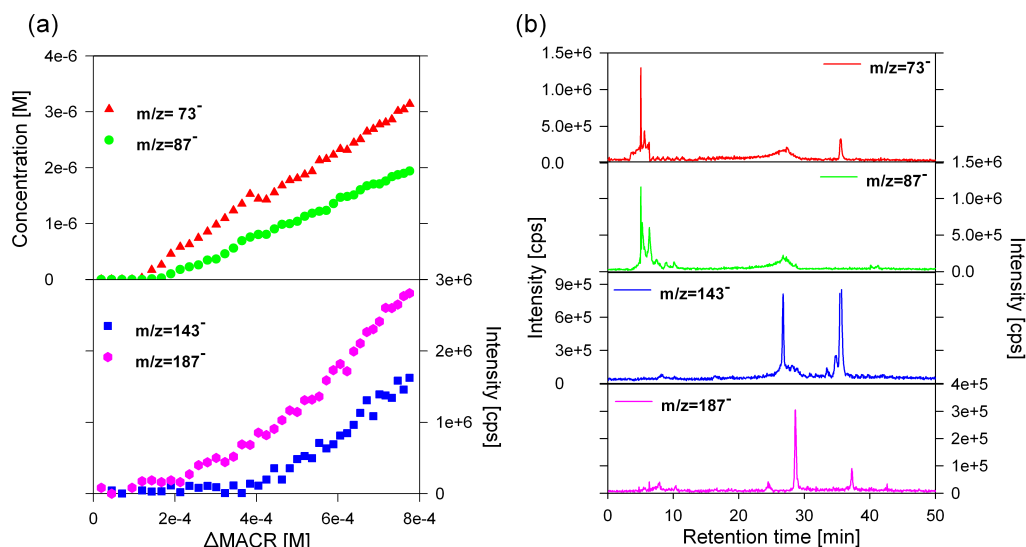 (a)
4e-6
3e-6
2e-6
1e-6
0
Concentration [M]
m/z= 73⁻
m/z=87⁻
3e+6
2e+6
1e+6
0
Intensity [cps]
m/z=143⁻
m/z=187⁻
0 2e-4 4e-4 6e-4 8e-4
ΔMACR [M]
(b)
1.5e+6
1.0e+6
5.0e+5
0.0
m/z=73⁻
1.5e+6
1.0e+6
5.0e+5
0.0
m/z=87⁻
Intensity [cps]
Intensity [cps]
9e+5
6e+5
3e+5
0
m/z=143⁻
4e+5
3e+5
2e+5
1e+5
0
m/z=187⁻
0 10 20 30 40 50
Retention time [min]